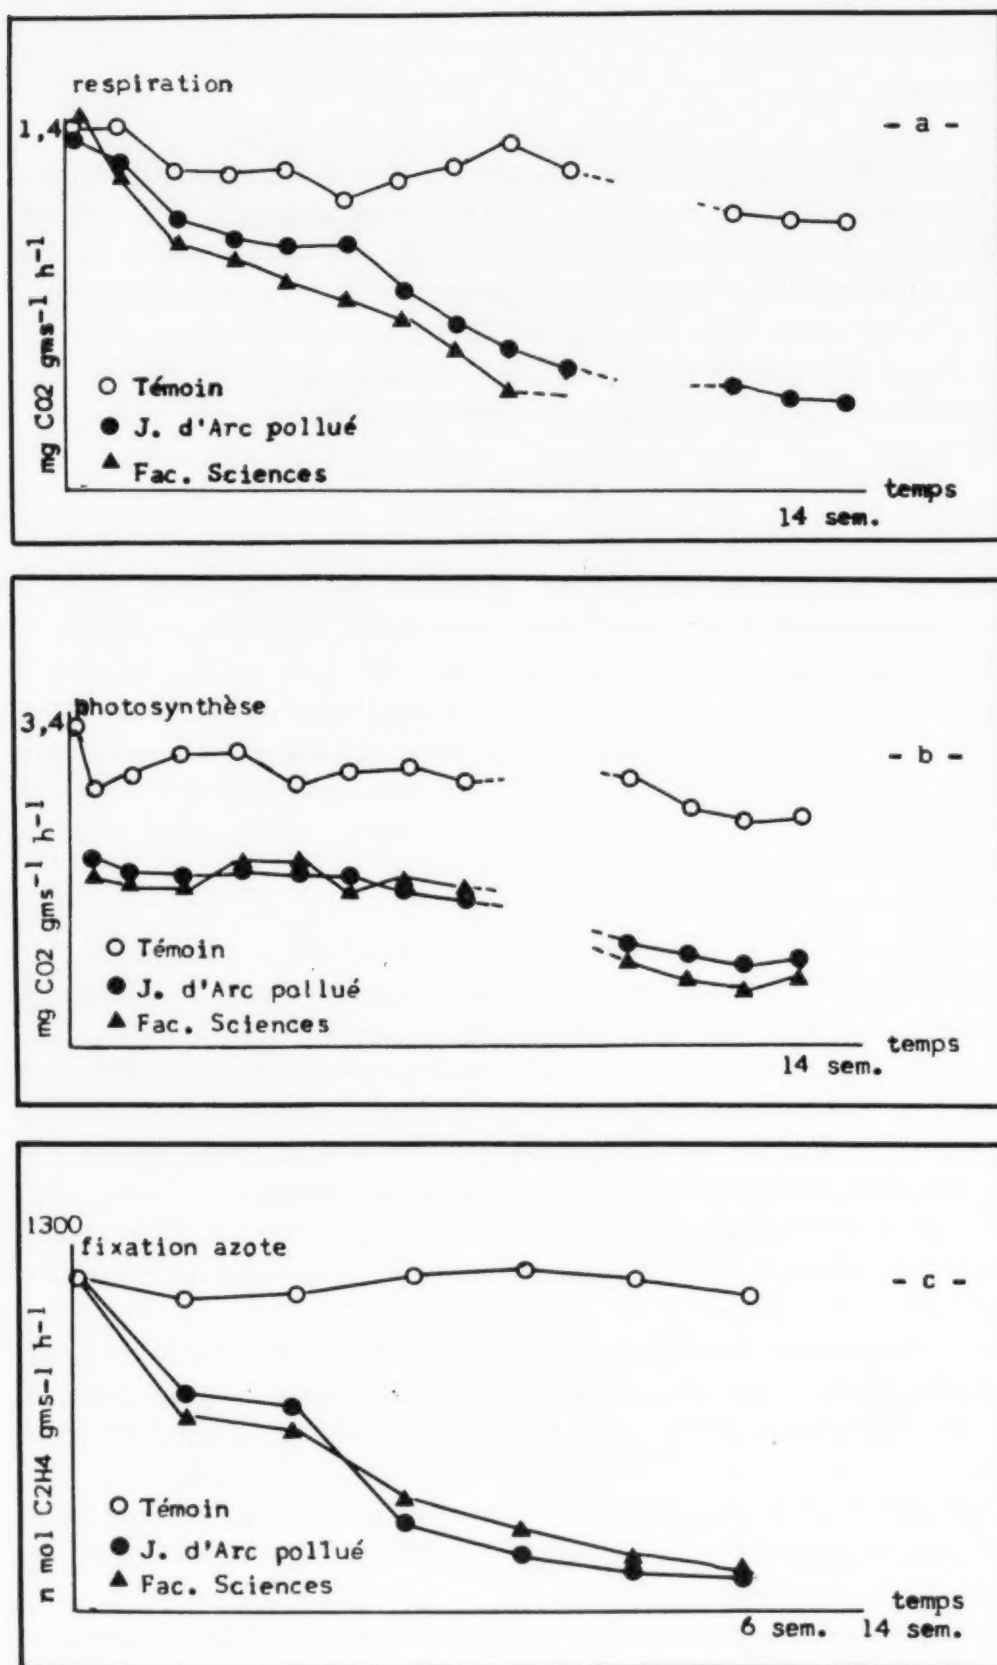 respiration
1,4
- a -
mg CO2 gms-1 h-1
Témoin
J. d'Arc pollué
Fac. Sciences
temps
14 sem.
photosynthèse
3,4
- b -
mg CO2 gms-1 h-1
Témoin
J. d'Arc pollué
Fac. Sciences
temps
14 sem.
1300
fixation azote
- c -
n mol C2H4 gms-1 h-1
Témoin
J. d'Arc pollué
Fac. Sciences
temps
6 sem. 14 sem.